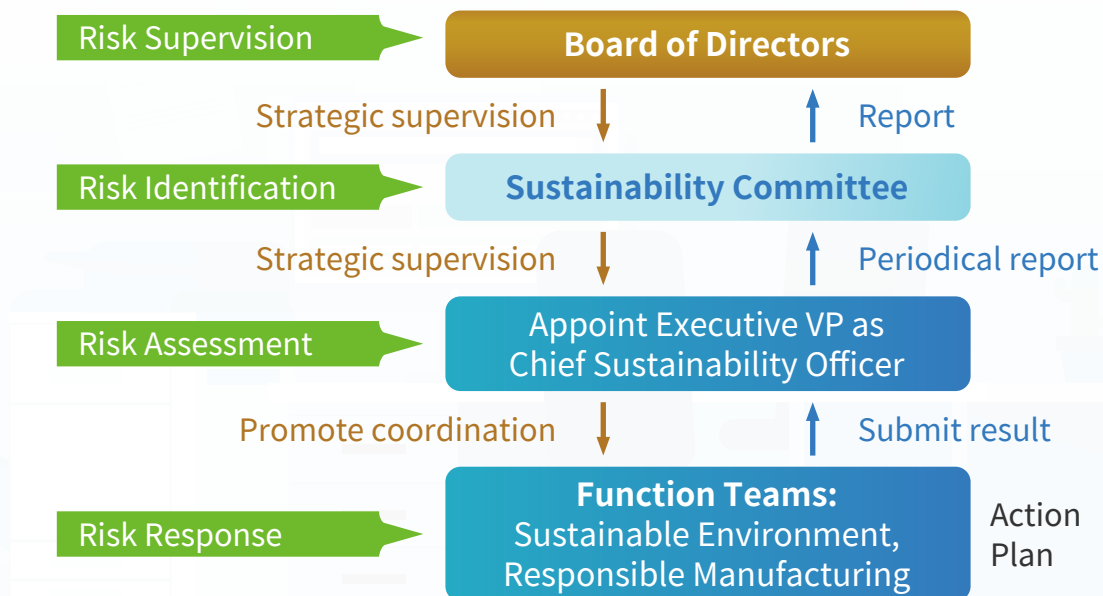 Risk Supervision
Board of Directors
Strategic supervision
Report
Risk Identification
Sustainability Committee
Strategic supervision
Periodical report
Risk Assessment
Appoint Executive VP as
Chief Sustainability Officer
Promote coordination
Submit result
Risk Response
Function Teams:
Sustainable Environment,
Responsible Manufacturing
Action
Plan